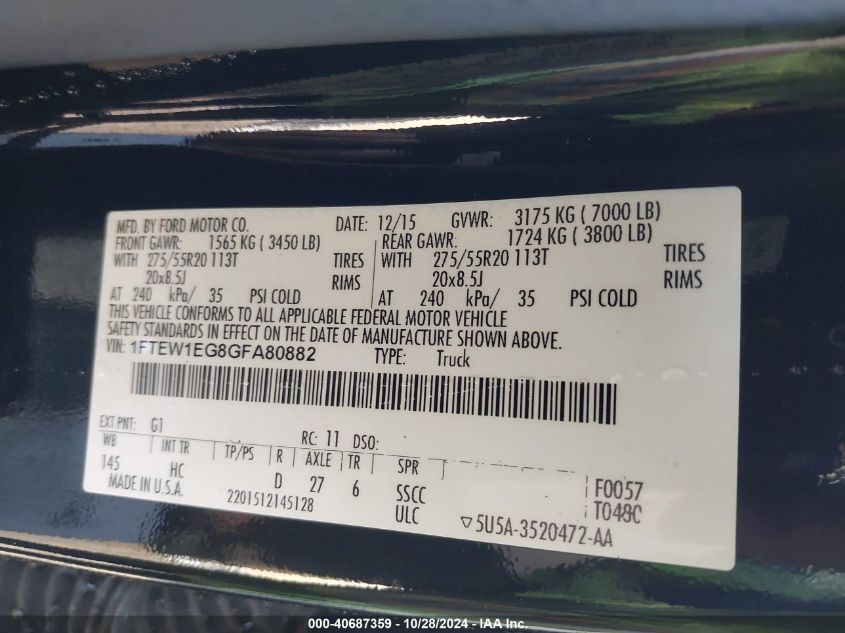 MFD. BY FORD MOTOR CO. DATE: 12/15 GVWR: 3175 KG ( 7000 LB)
FRONT GAWR: 1565 KG ( 3450 LB) REAR GAWR: 1724 KG ( 3800 LB)
WITH 275/55R20 113T TIRES WITH 275/55R20 113T TIRES
20x8.5J RIMS 20x8.5J RIMS
AT 240 kPa/ 35 PSI COLD AT 240 kPa/ 35 PSI COLD
THIS VEHICLE CONFORMS TO ALL APPLICABLE FEDERAL MOTOR VEHICLE
SAFETY STANDARDS IN EFFECT ON THE DATE OF MANUFACTURE SHOWN ABOVE.
VIN: 1FTEW1EG8GFA80882 TYPE: Truck
EXT PNT: G1 RC: 11 DSO:
WB INT TR TP/PS R AXLE TR SPR
145 HC D 27 6 SSCC F0057
MADE IN U.S.A. 2201512145128 ULC T048C
▽5U5A-3520472-AA
000-40687359 - 10/28/2024 - IAA Holdings, LLC.